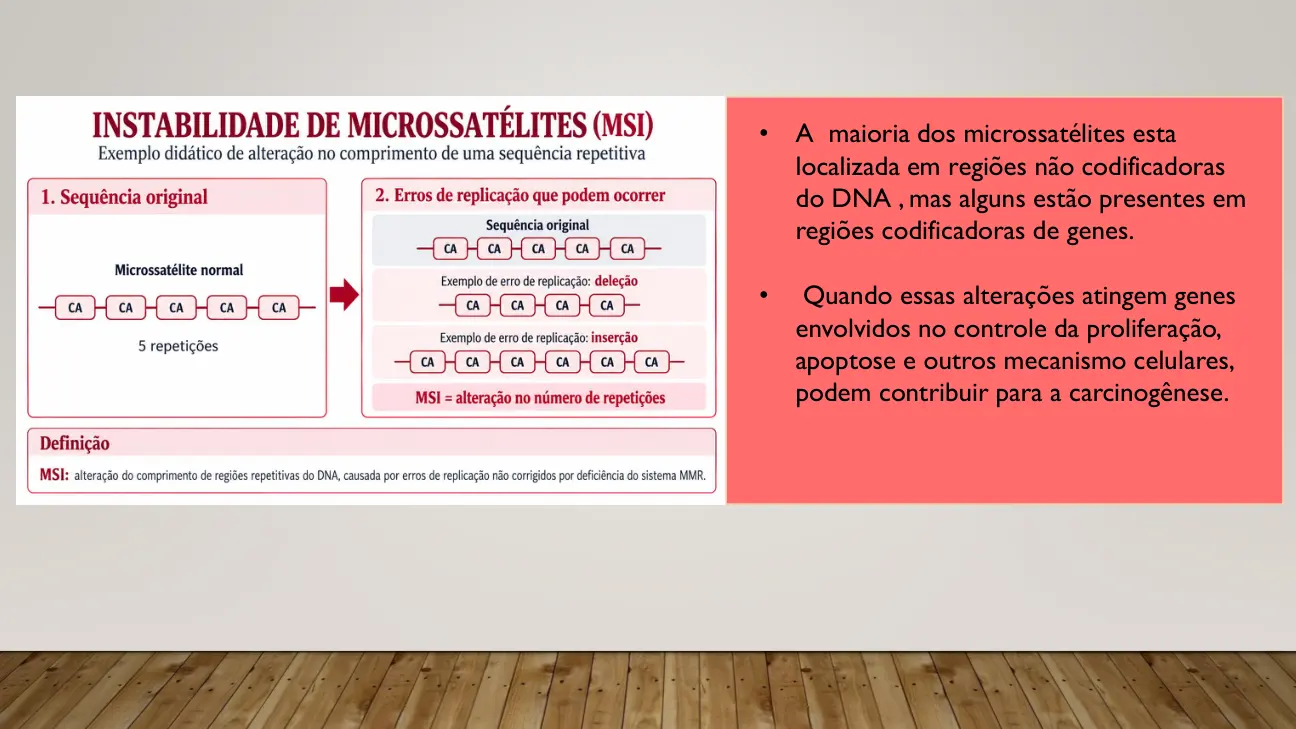 INSTABILIDADE DE MICROSSATÉLITES (MSI)
Exemplo didático de alteração no comprimento de uma sequência repetitiva
1. Sequência original
Microssatélite normal
CA CA CA CA CA
5 repetições
2. Erros de replicação que podem ocorrer
Sequência original
CA CA CA CA CA
Exemplo de erro de replicação: deleção
CA CA CA CA
Exemplo de erro de replicação: inserção
CA CA CA CA CA CA
MSI = alteração no número de repetições
Definição
MSI: alteração do comprimento de regiões repetitivas do DNA, causada por erros de replicação não corrigidos por deficiência do sistema MMR.
• A maioria dos microssatélites esta
localizada em regiões não codificadoras
do DNA , mas alguns estão presentes em
regiões codificadoras de genes.
• Quando essas alterações atingem genes
envolvidos no controle da proliferação,
apoptose e outros mecanismo celulares,
podem contribuir para a carcinogênese.